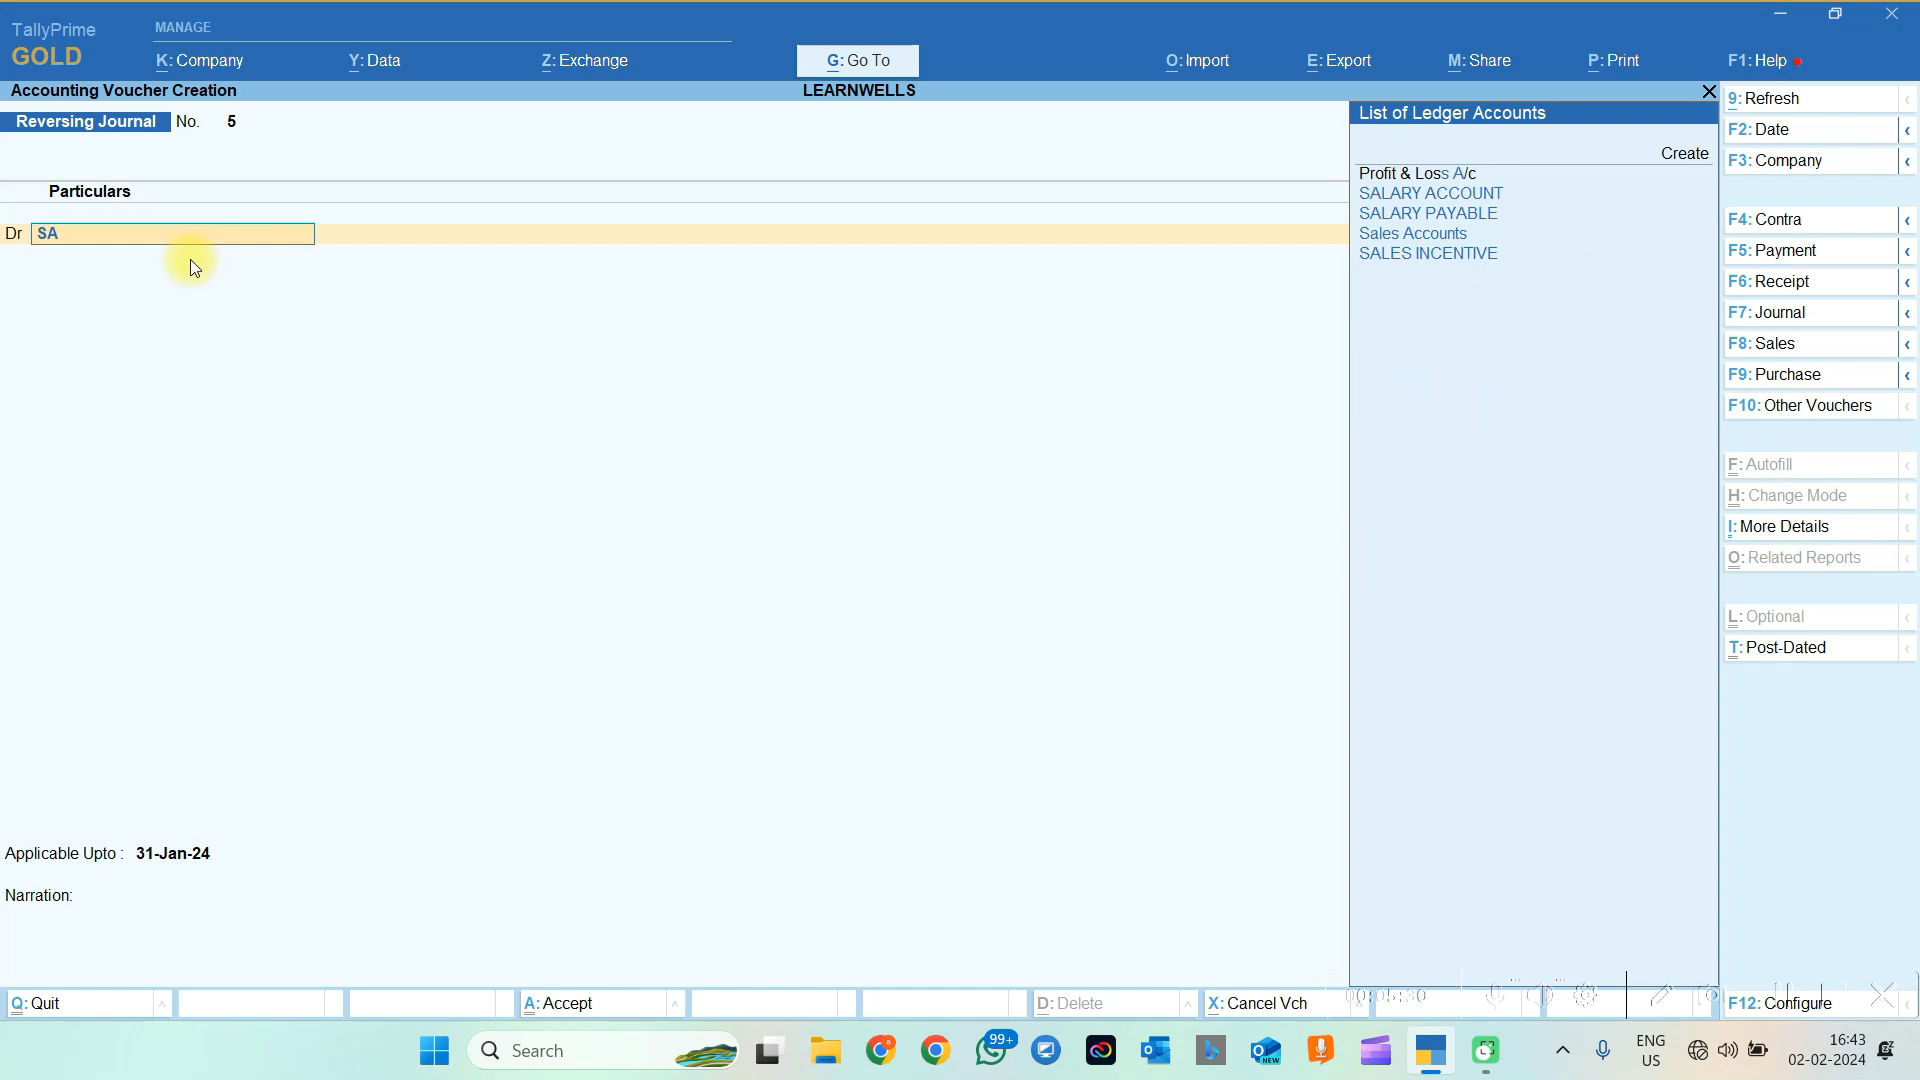 TallyPrime
GOLD
MANAGE
K: Company
Y: Data
Z: Exchange
G: Go To
O: Import
E: Export
M: Share
P: Print
F1: Help
Accounting Voucher Creation
LEARNWELLS
Reversing Journal No. 5
Particulars
Dr SA
List of Ledger Accounts
Create
Profit & Loss A/c
SALARY ACCOUNT
SALARY PAYABLE
Sales Accounts
SALES INCENTIVE
9: Refresh
F2: Date
F3: Company
F4: Contra
F5: Payment
F6: Receipt
F7: Journal
F8: Sales
F9: Purchase
F10: Other Vouchers
F: Autofill
H: Change Mode
I: More Details
O: Related Reports
L: Optional
T: Post-Dated
Applicable Upto : 31-Jan-24
Narration:
Q: Quit
A: Accept
D: Delete
X: Cancel Vch
00:05:30
F12: Configure
Search
99+
NEW
ENG
US
16:43
02-02-2024